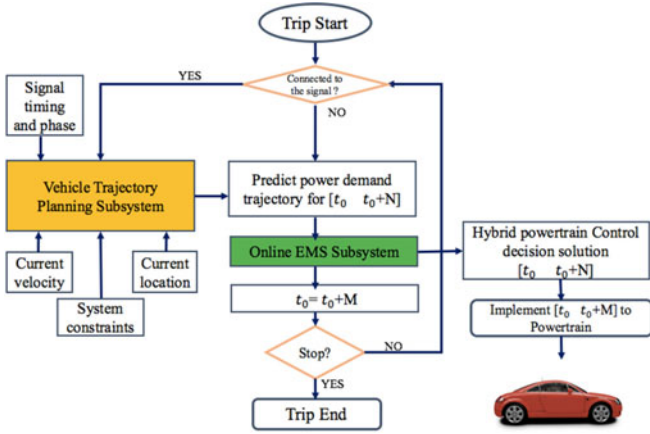 Trip Start
YES
Connected to
the signal ?
NO
Signal
timing and
phase
Vehicle Trajectory
Planning Subsystem
Predict power demand
trajectory for [t₀ t₀+N]
Online EMS Subsystem
Hybrid powertrain Control
decision solution
[t₀ t₀+N]
Current
velocity
Current
location
System
constraints
t₀= t₀+M
Implement [t₀ t₀+M] to
Powertrain
Stop?
NO
YES
Trip End